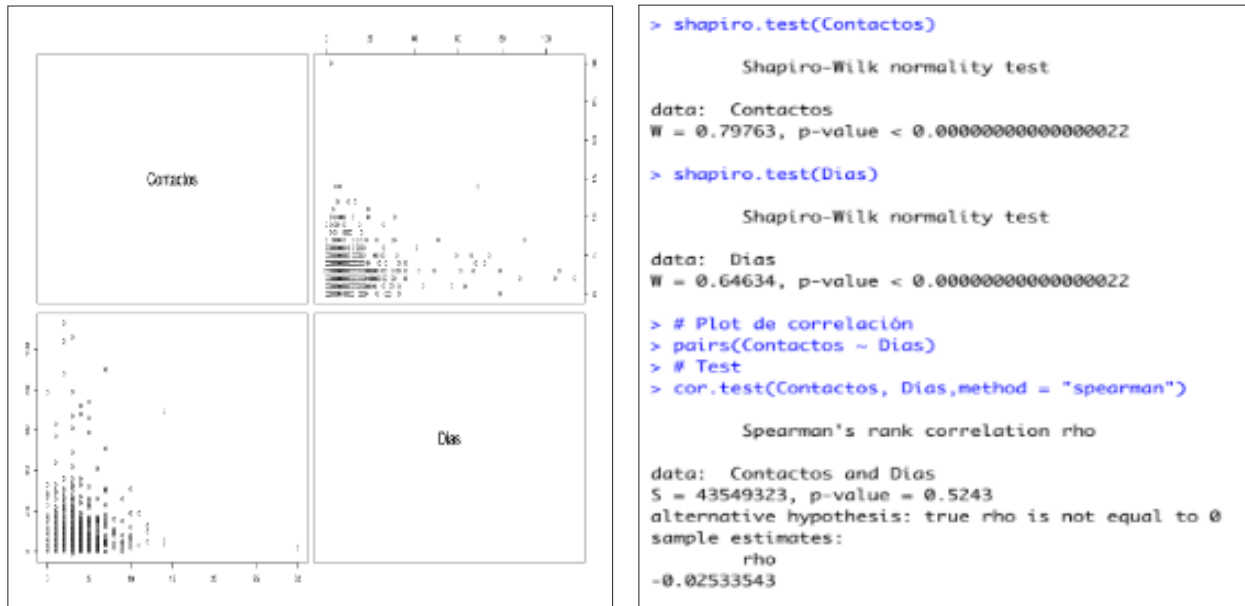 Contactos
Dias
> shapiro.test(Contactos)
Shapiro-Wilk normality test
data: Contactos
W = 0.79763, p-value < 0.00000000000000022
> shapiro.test(Dias)
Shapiro-Wilk normality test
data: Dias
W = 0.64634, p-value < 0.00000000000000022
> # Plot de correlación
> pairs(Contactos ~ Dias)
> # Test
> cor.test(Contactos, Dias,method = "spearman")
Spearman's rank correlation rho
data: Contactos and Dias
S = 43549323, p-value = 0.5243
alternative hypothesis: true rho is not equal to 0
sample estimates:
rho
-0.02533543